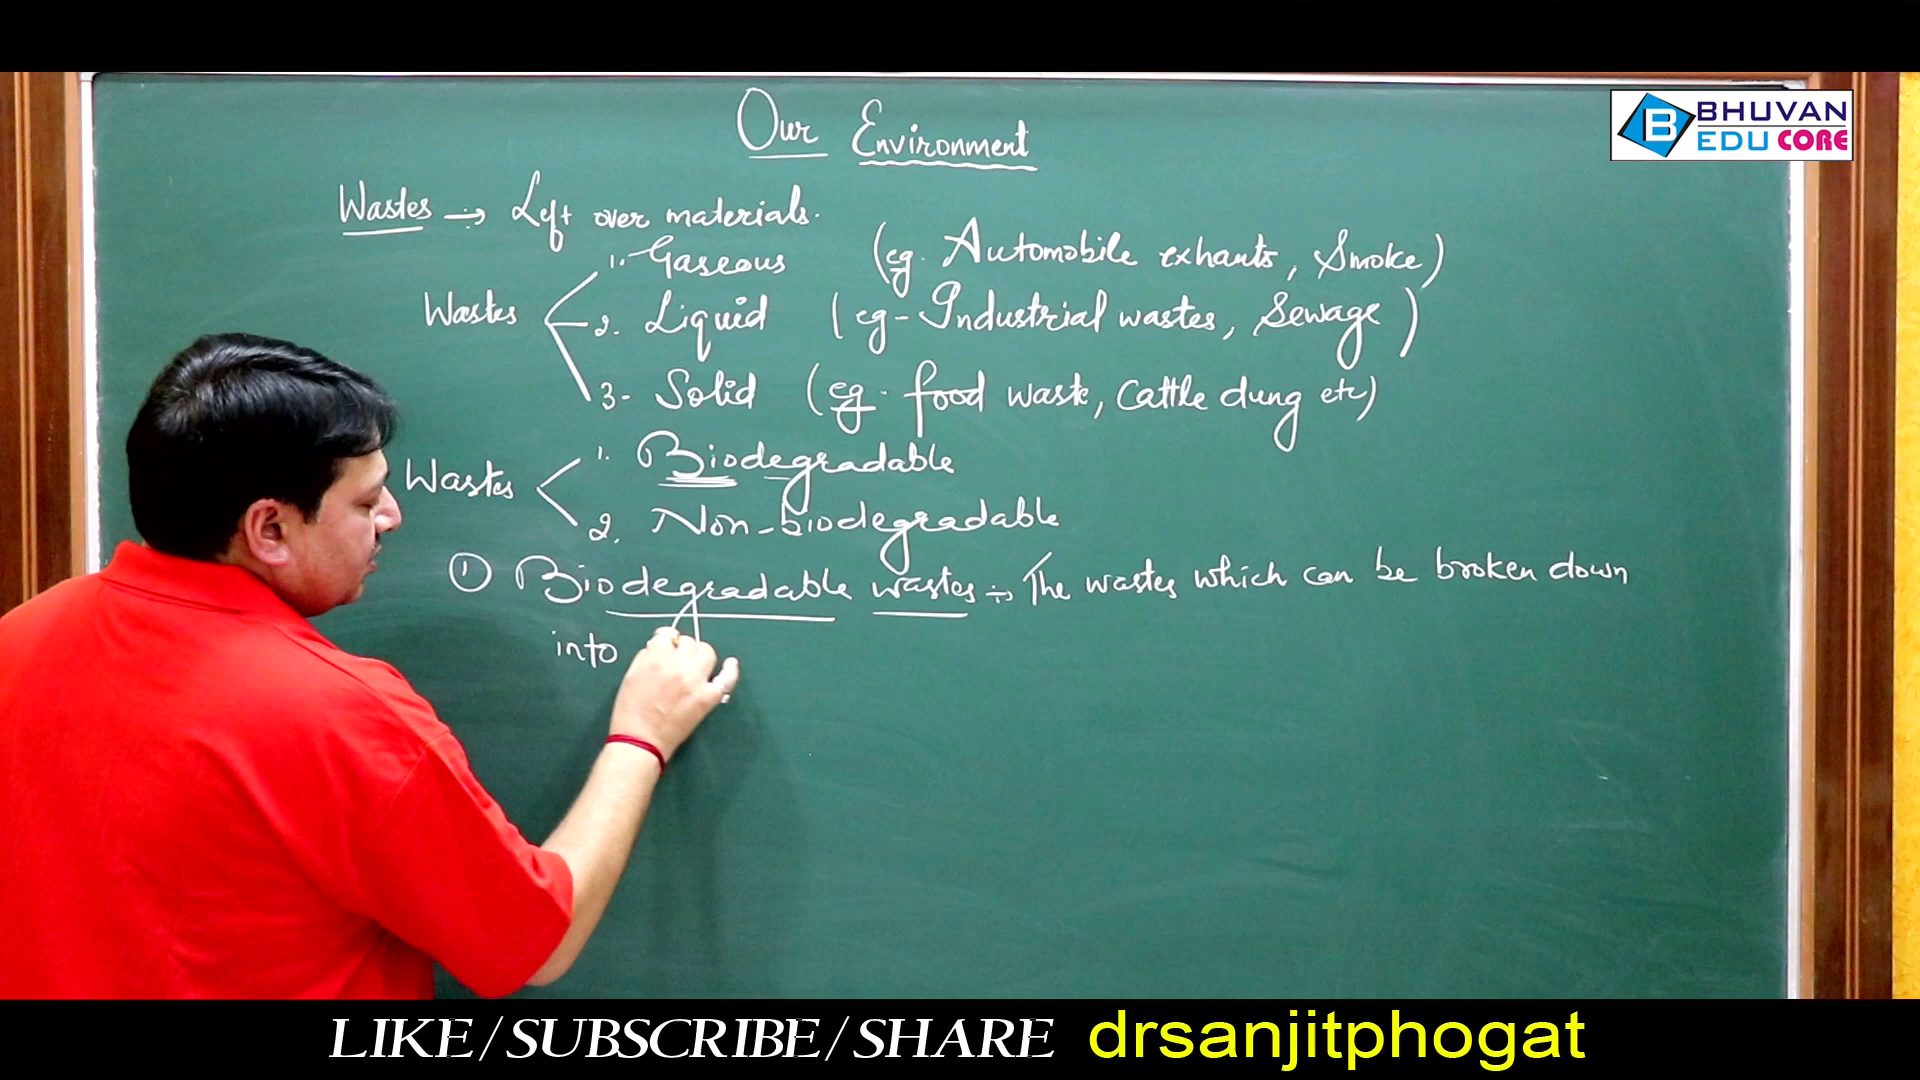 Our Environment
BHUVAN
EDU CORE
Wastes → Left over materials.
Wastes
1. Gaseous (eg. Automobile exhausts, Smoke)
2. Liquid (eg- Industrial wastes, Sewage)
3- Solid (eg. food waste, Cattle dung etc)
Wastes
1. Biodegradable
2. Non-biodegradable
① Biodegradable wastes → The wastes which can be broken down
into
LIKE/SUBSCRIBE/SHARE drsanjitphogat